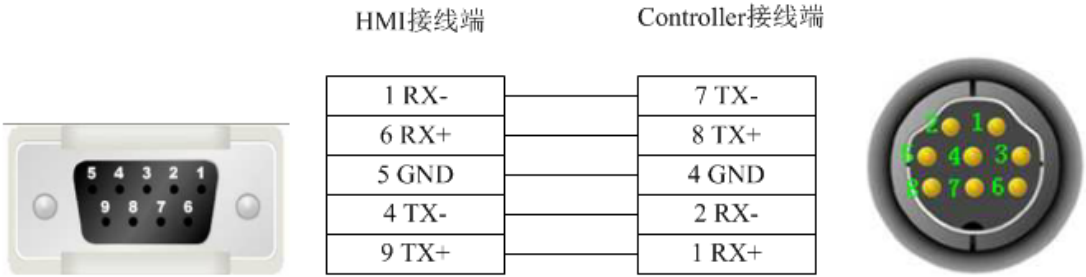 HMI接线端
Controller接线端
1 RX-
7 TX-
6 RX+
8 TX+
5 GND
4 GND
4 TX-
2 RX-
9 TX+
1 RX+
5 4 3 2 1
9 8 7 6
2 1
5 4 3
8 7 6